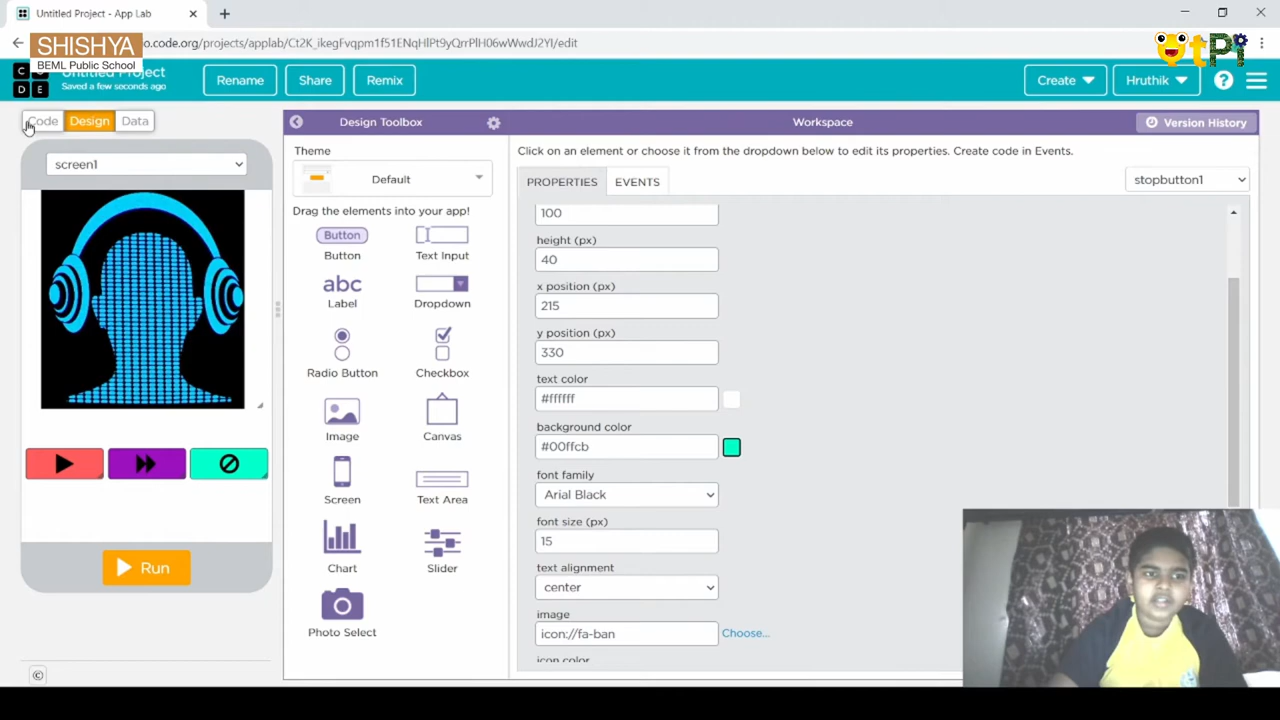 Untitled Project - App Lab
SHISHYA
BEML Public School
o.code.org/projects/applab/Ct2K_ikegFvqpm1f51ENqHlPt9yQrrPlH06wWwdJ2YI/edit
OtPi
C O
D E
Untitled Project
Saved a few seconds ago
Rename
Share
Remix
Create
Hruthik
?
Code
Design
Data
Design Toolbox
Workspace
Version History
screen1
Theme
Default
Drag the elements into your app!
Button
Button
Text Input
abc
Label
Dropdown
Radio Button
Checkbox
Image
Canvas
Screen
Text Area
Chart
Slider
Photo Select
Run
©
Click on an element or choose it from the dropdown below to edit its properties. Create code in Events.
PROPERTIES
EVENTS
stopbutton1
100
height (px)
40
x position (px)
215
y position (px)
330
text color
#ffffff
background color
#00ffcb
font family
Arial Black
font size (px)
15
text alignment
center
image
icon://fa-ban
Choose...
icon color